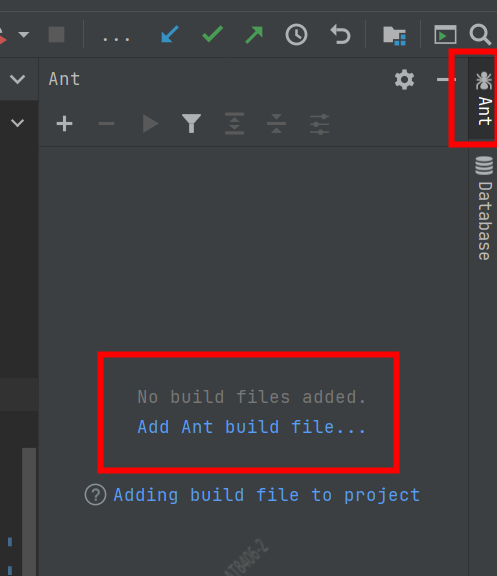 ...
Ant
Ant
Database
No build files added.
Add Ant build file...
? Adding build file to project